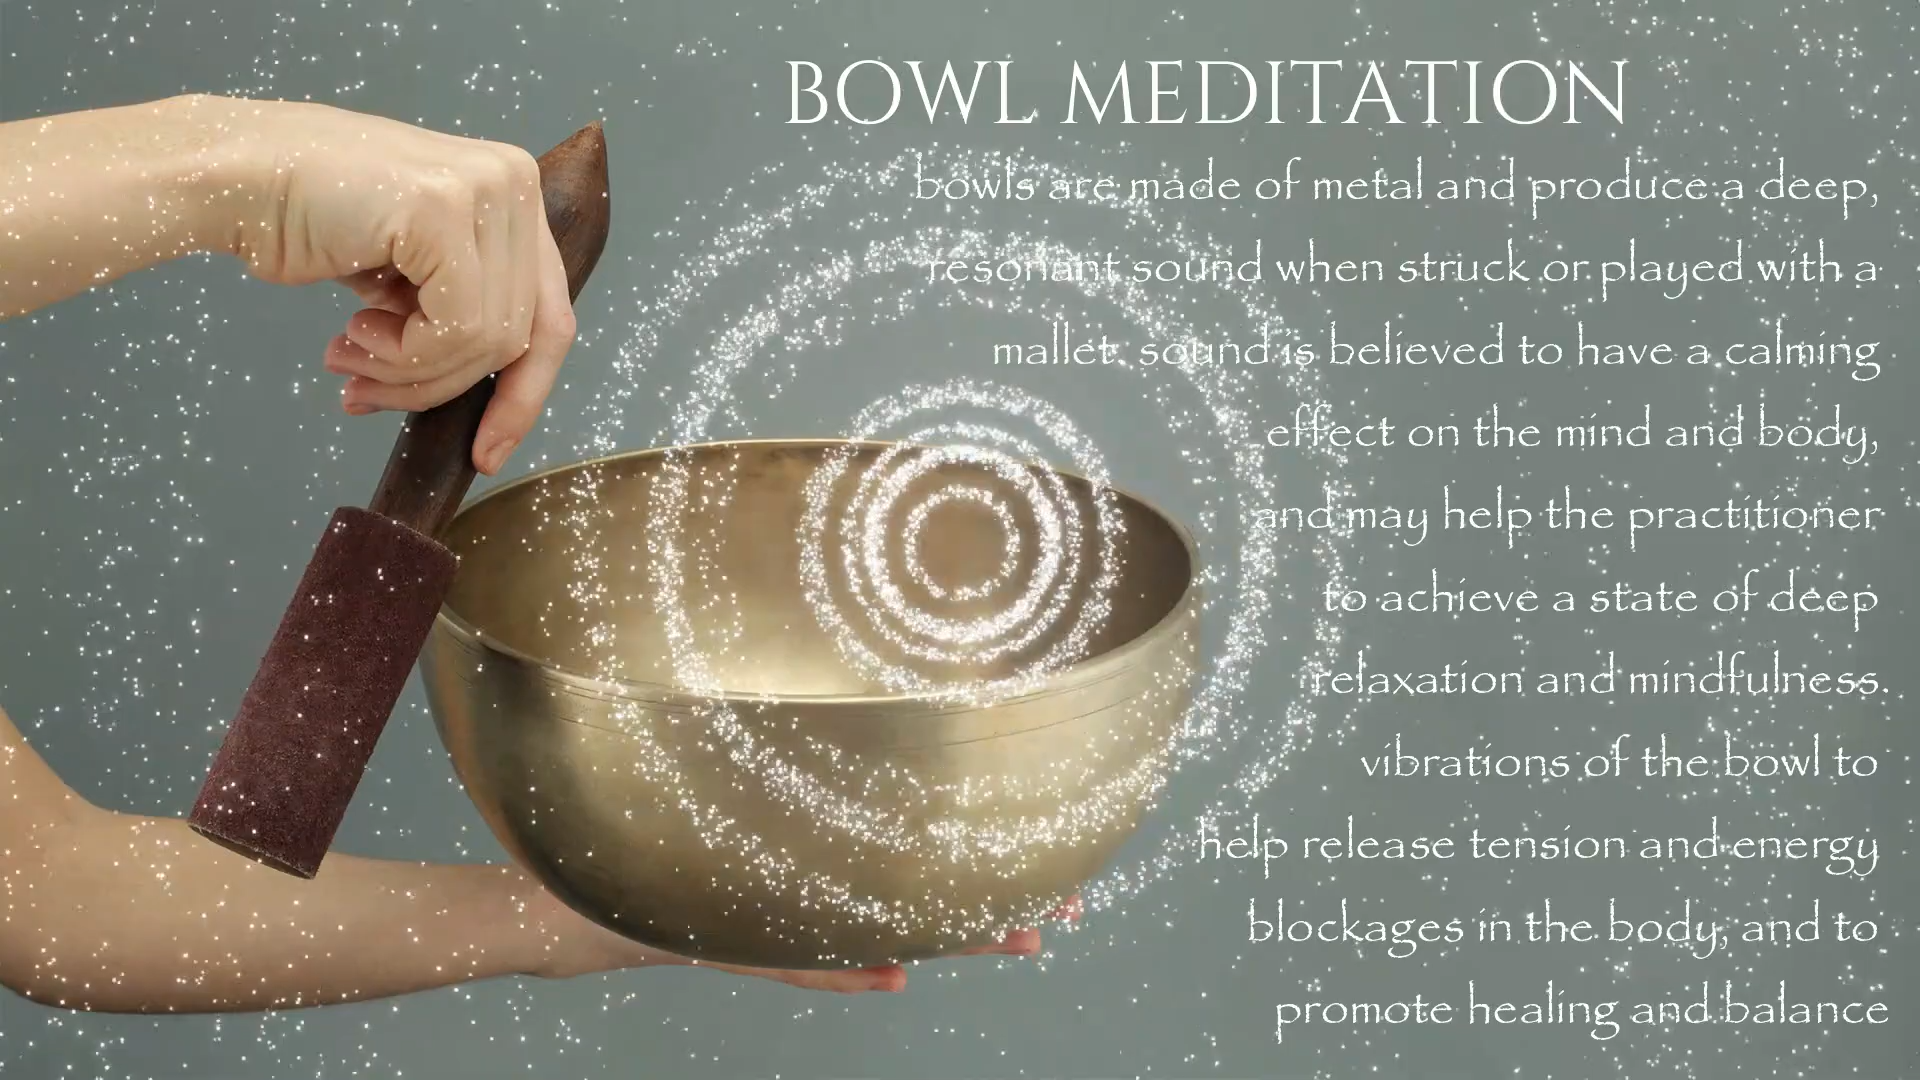 BOWL MEDITATION
bowls are made of metal and produce a deep,
resonant sound when struck or played with a
mallet. sound is believed to have a calming
effect on the mind and body,
and may help the practitioner
to achieve a state of deep
relaxation and mindfulness.
vibrations of the bowl to
help release tension and energy
blockages in the body, and to
promote healing and balance